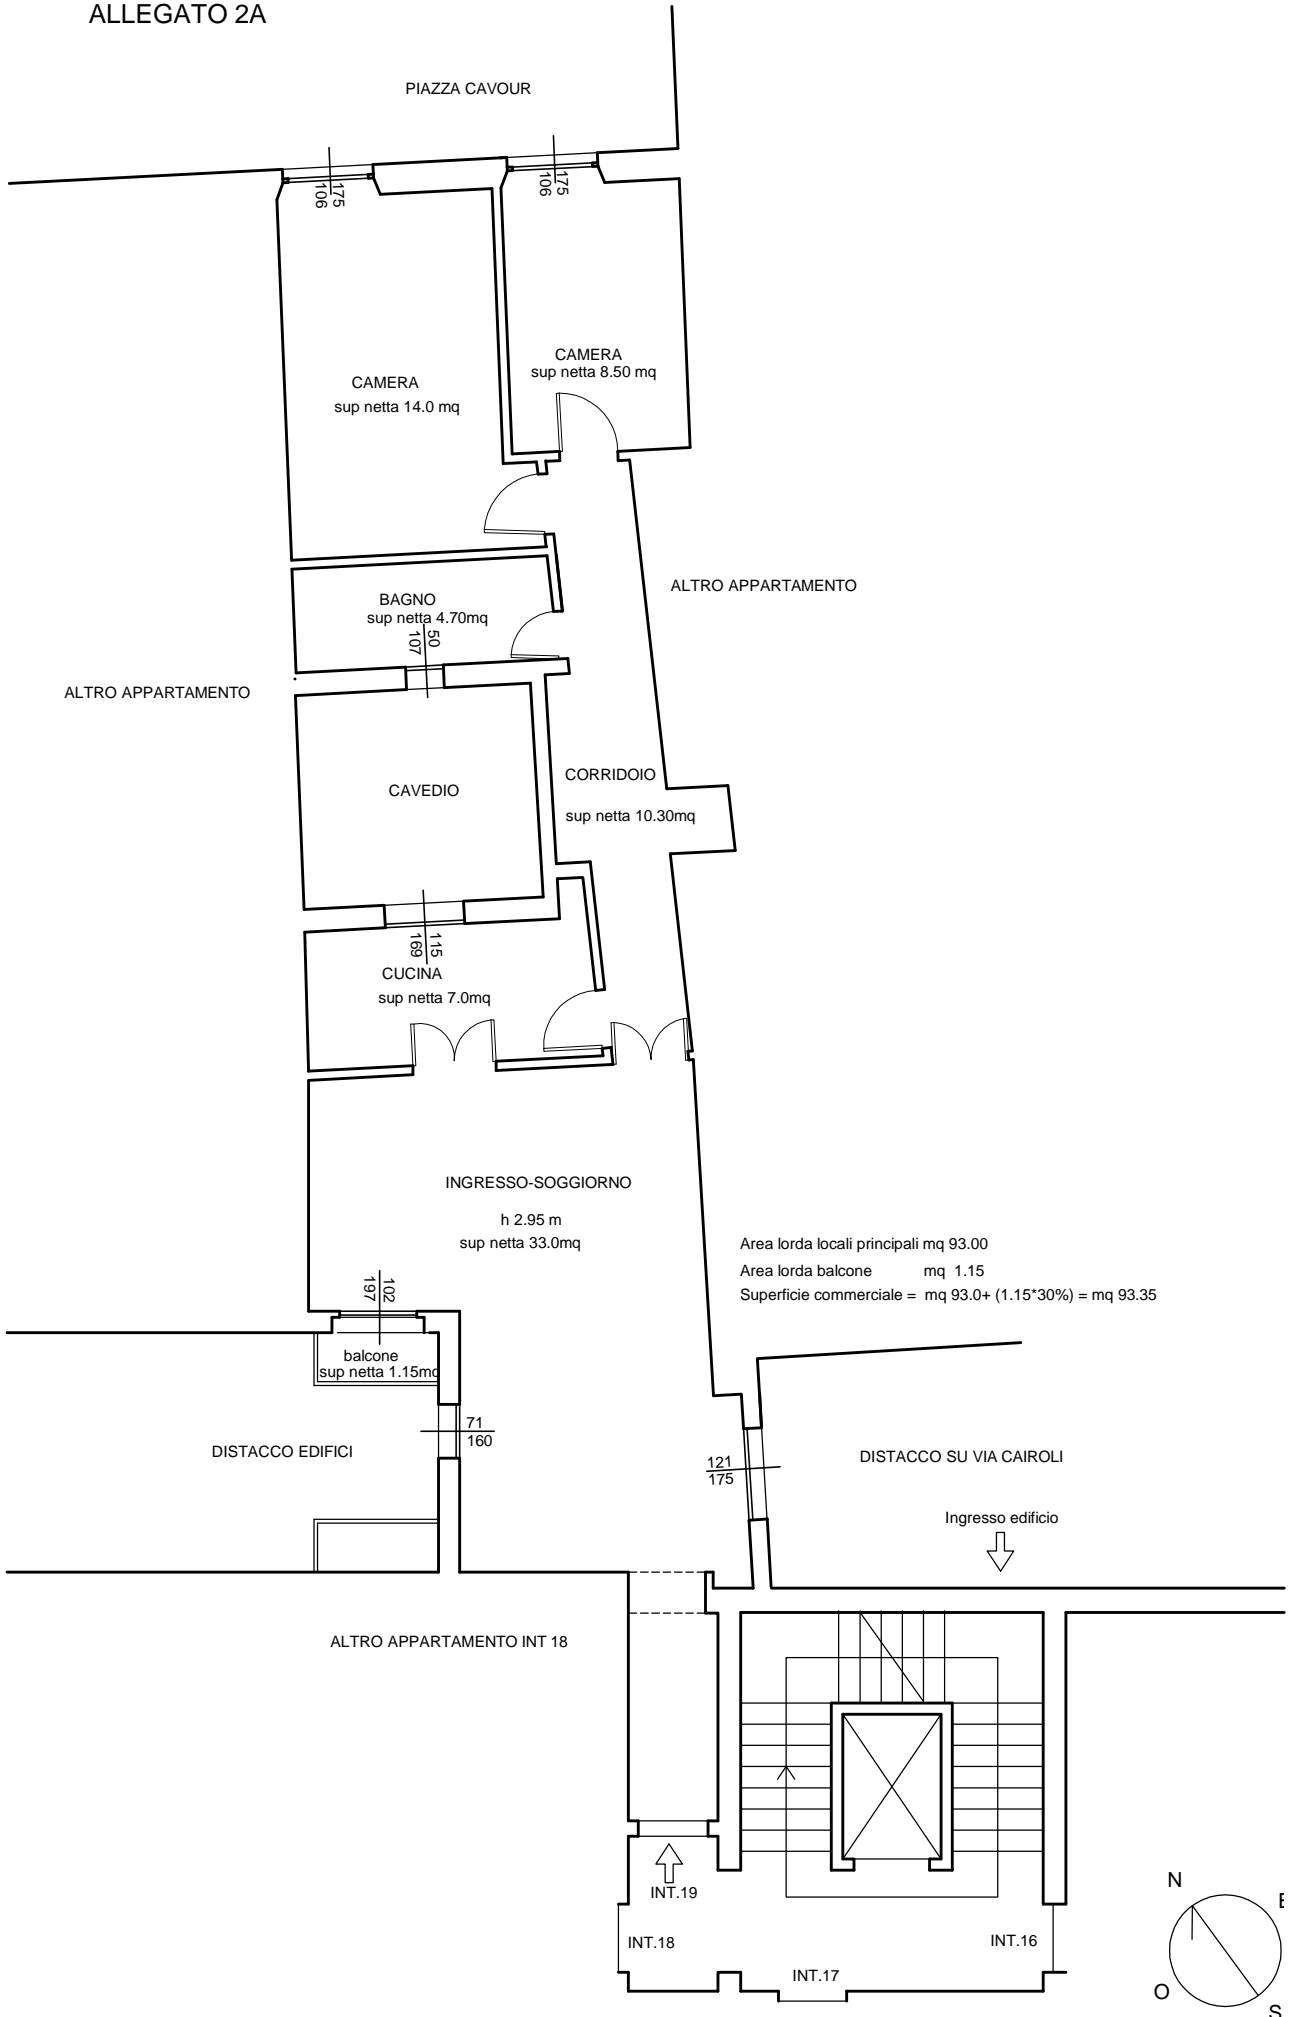 ALLEGATO 2A
PIAZZA CAVOUR
175
106
175
106
CAMERA
sup netta 8.50 mq
CAMERA
sup netta 14.0 mq
ALTRO APPARTAMENTO
BAGNO
sup netta 4.70mq
50
107
ALTRO APPARTAMENTO
CORRIDOIO
CAVEDIO
sup netta 10.30mq
115
169
CUCINA
sup netta 7.0mq
INGRESSO-SOGGIORNO
h 2.95 m
sup netta 33.0mq
Area lorda locali principali mq 93.00
Area lorda balcone mq 1.15
Superficie commerciale = mq 93.0+ (1.15*30%) = mq 93.35
102
197
balcone
sup netta 1.15mq
71
160
DISTACCO EDIFICI
121
175
DISTACCO SU VIA CAIROLI
Ingresso edificio
ALTRO APPARTAMENTO INT 18
INT.19
INT.18
INT.16
INT.17
N
E
O
S